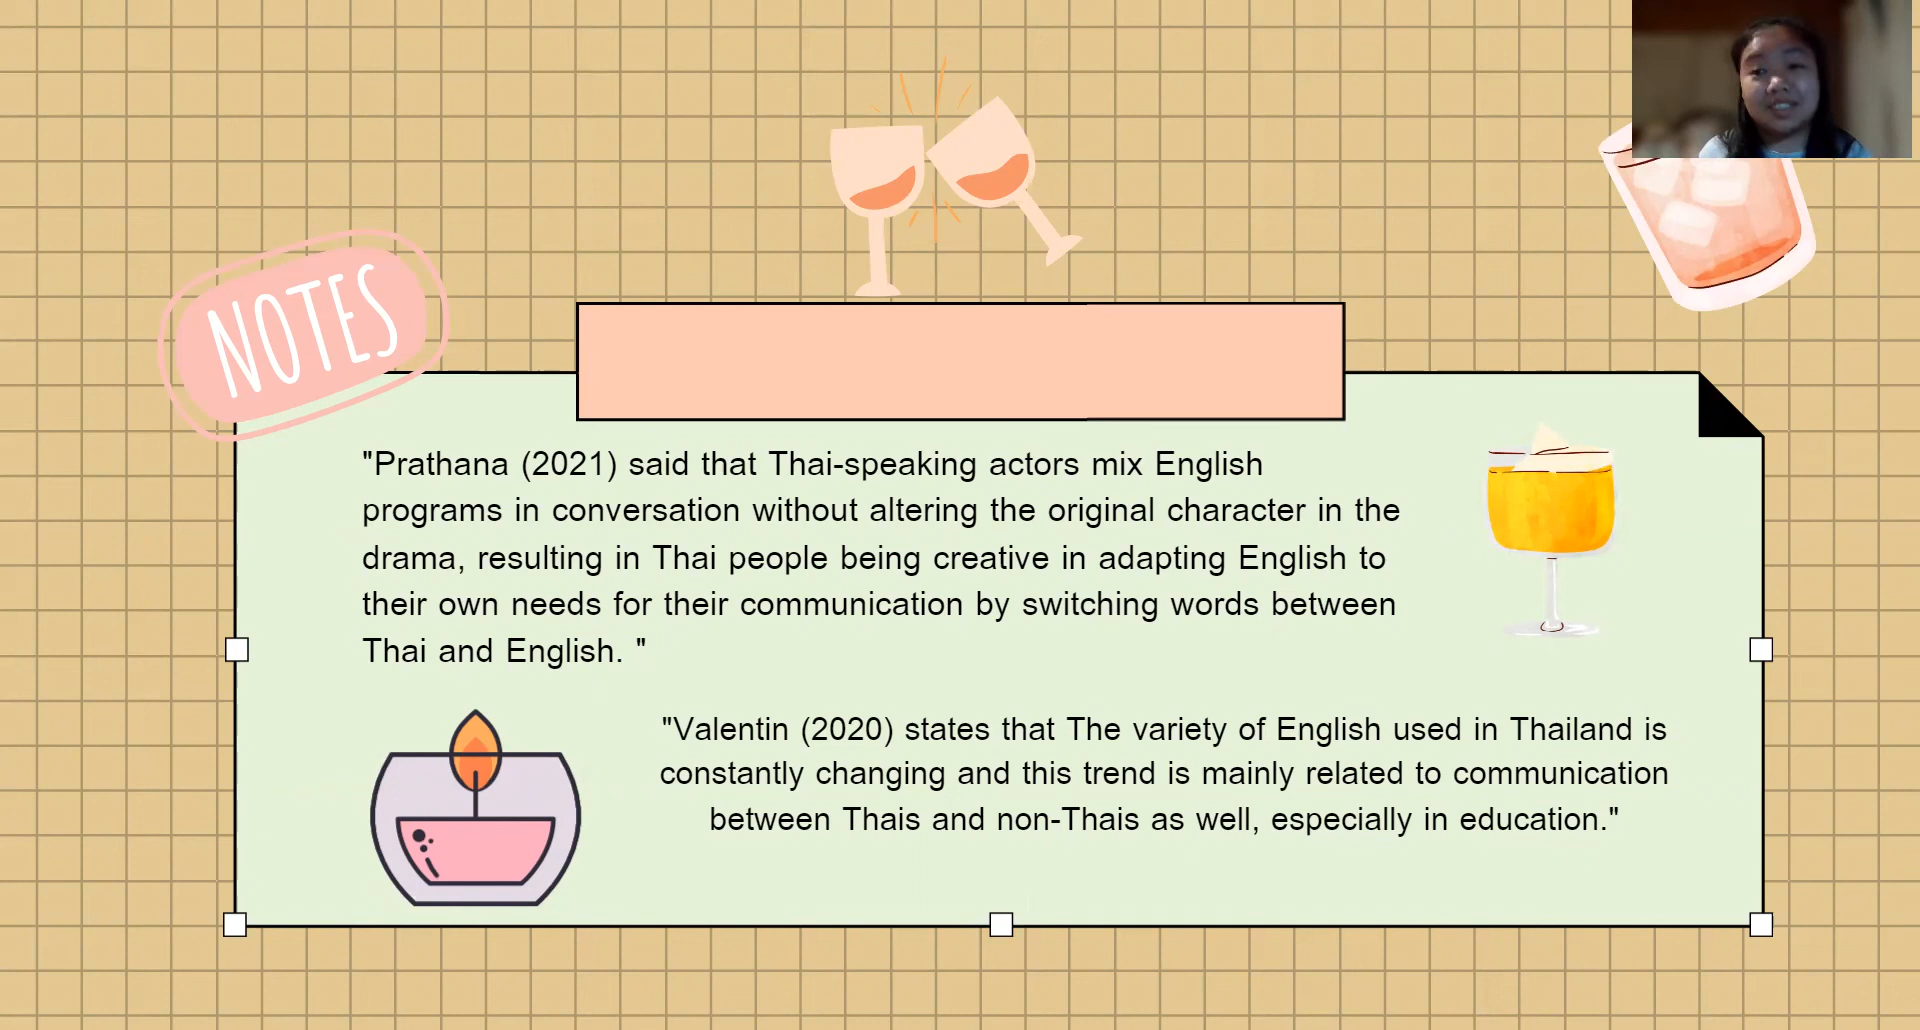 NOTES
"Prathana (2021) said that Thai-speaking actors mix English
programs in conversation without altering the original character in the
drama, resulting in Thai people being creative in adapting English to
their own needs for their communication by switching words between
Thai and English. "
"Valentin (2020) states that The variety of English used in Thailand is
constantly changing and this trend is mainly related to communication
between Thais and non-Thais as well, especially in education."